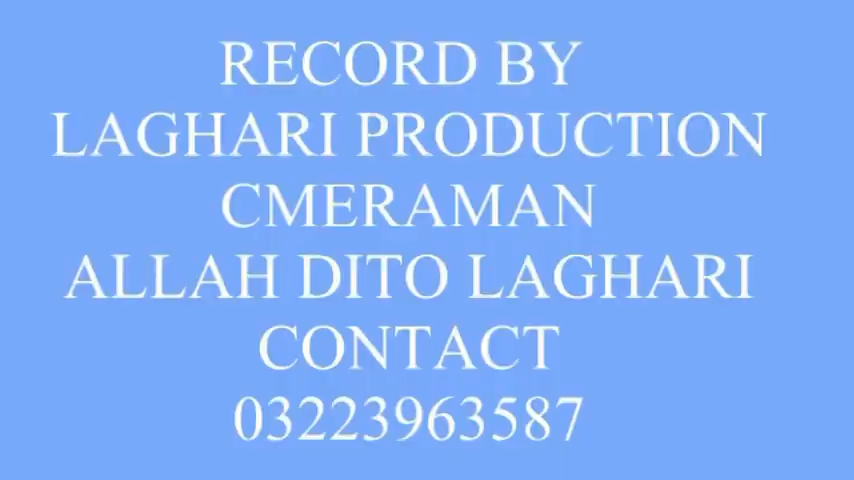 RECORD BY
LAGHARI PRODUCTION
CMERAMAN
ALLAH DITO LAGHARI
CONTACT
03223963587